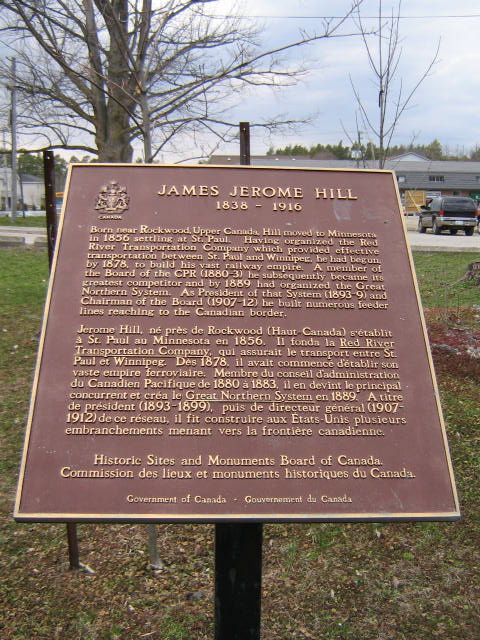 CANADA
JAMES JEROME HILL
1838 - 1916
Born near Rockwood, Upper Canada, Hill moved to Minnesota
in 1856 settling at St. Paul. Having organized the Red
River Transportation Company which provided effective
transportation between St. Paul and Winnipeg, he had begun,
by 1878, to build his vast railway empire. A member of
the Board of the CPR (1880-3) he subsequently became its
greatest competitor and by 1889 had organized the Great
Northern System. As President of that System (1893-9) and
Chairman of the Board (1907-12) he built numerous feeder
lines reaching to the Canadian border.
Jerome Hill, né près de Rockwood (Haut-Canada) s'établit
à St. Paul au Minnesota en 1856. Il fonda la Red River
Transportation Company, qui assurait le transport entre St.
Paul et Winnipeg. Dès 1878, il avait commencé d'établir son
vaste empire ferroviaire. Membre du conseil d'administration
du Canadien Pacifique de 1880 à 1883, il en devint le principal
concurrent et créa le Great Northern System en 1889. A titre
de président (1893-1899), puis de directeur général (1907-
1912) de ce réseau, il fit construire aux États-Unis plusieurs
embranchements menant vers la frontière canadienne.
Historic Sites and Monuments Board of Canada.
Commission des lieux et monuments historiques du Canada.
Government of Canada - Gouvernement du Canada